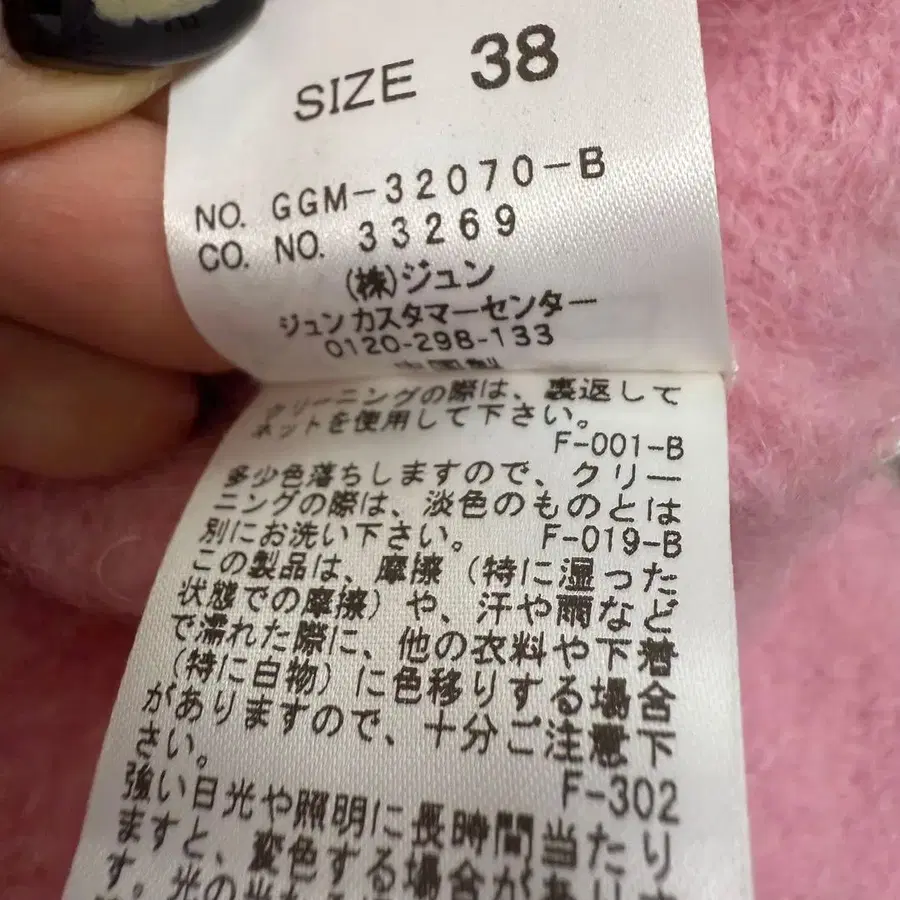 SIZE 38
NO. GGM-32070-B
CO. NO. 33269
(株)ジュン
ジュンカスタマーセンター
0120-298-133
中国製
クリーニングの際は、裏返して
ネットを使用して下さい。
F-001-B
多少色落ちしますので、クリー
ニングの際は、淡色のものとは
別にお洗い下さい。 F-019-B
この製品は、摩擦（特に湿った
状態での摩擦）や、汗や雨など
で濡れた際に、他の衣料や下着
（特に白物）に色移りする場合
がありますので、十分ご注意下
さい。
F-302
強い日光や照明に長時間当たり
ますと、変色する場合があ
す。光の